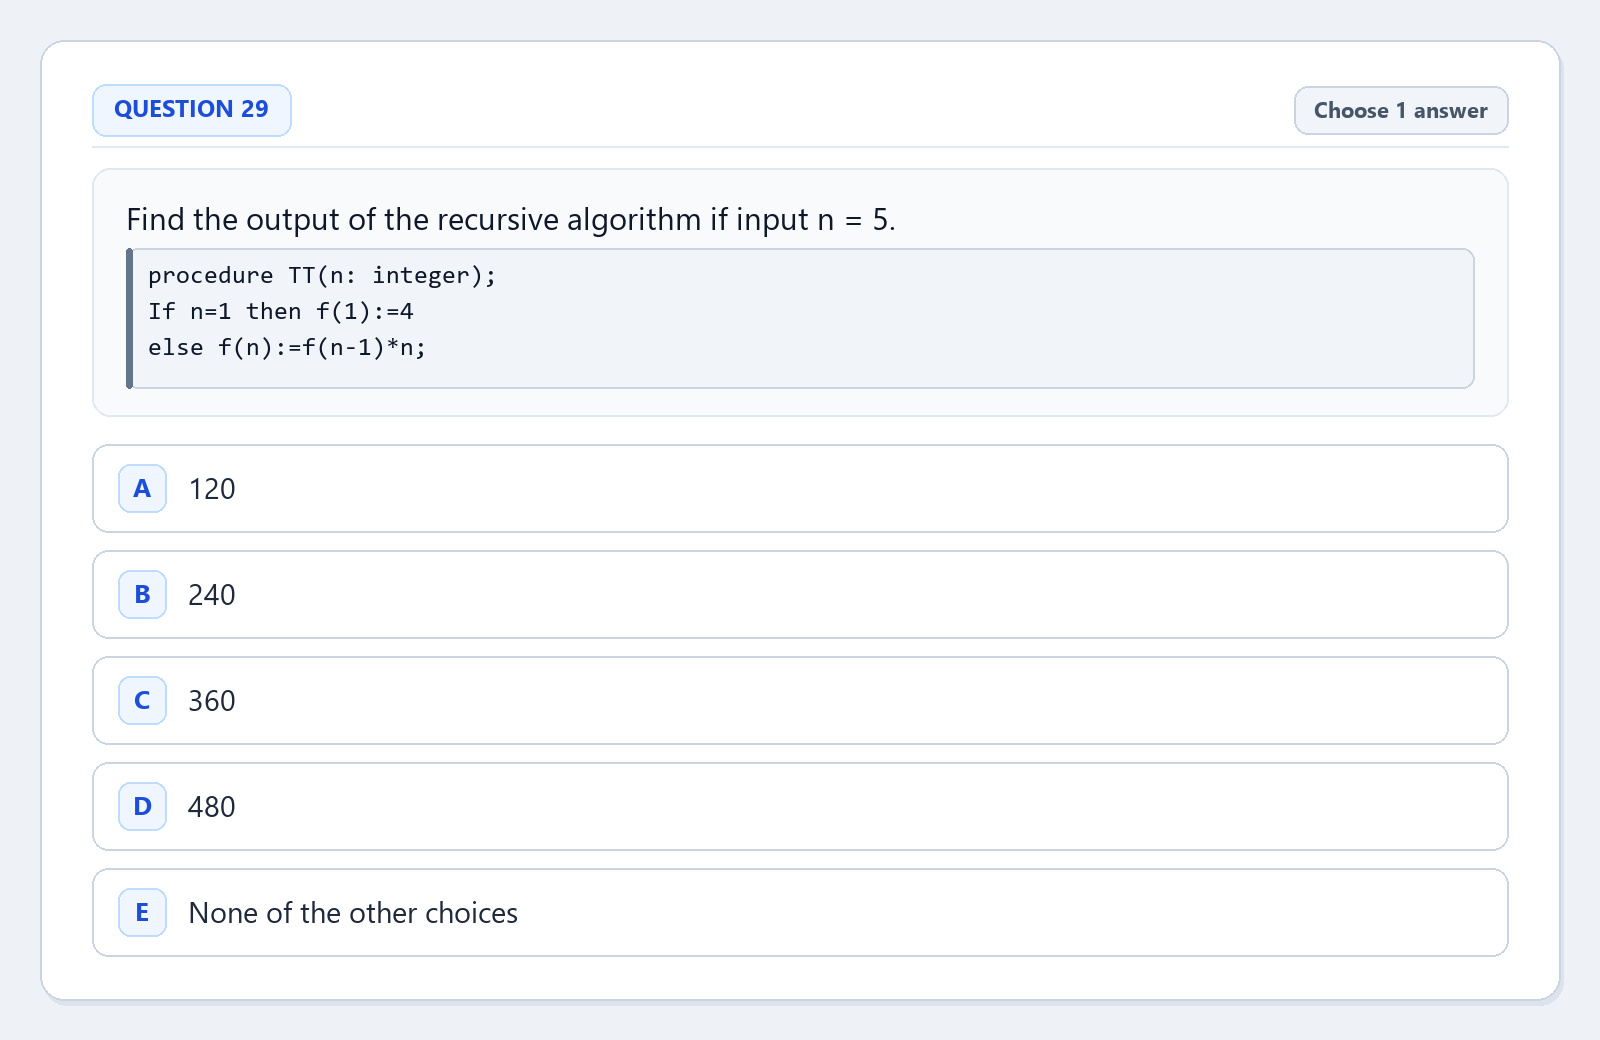 QUESTION 29
Choose 1 answer
Find the output of the recursive algorithm if input n = 5.
procedure TT(n: integer);
If n=1 then f(1):=4
else f(n):=f(n-1)*n;
A 120
B 240
C 360
D 480
E None of the other choices